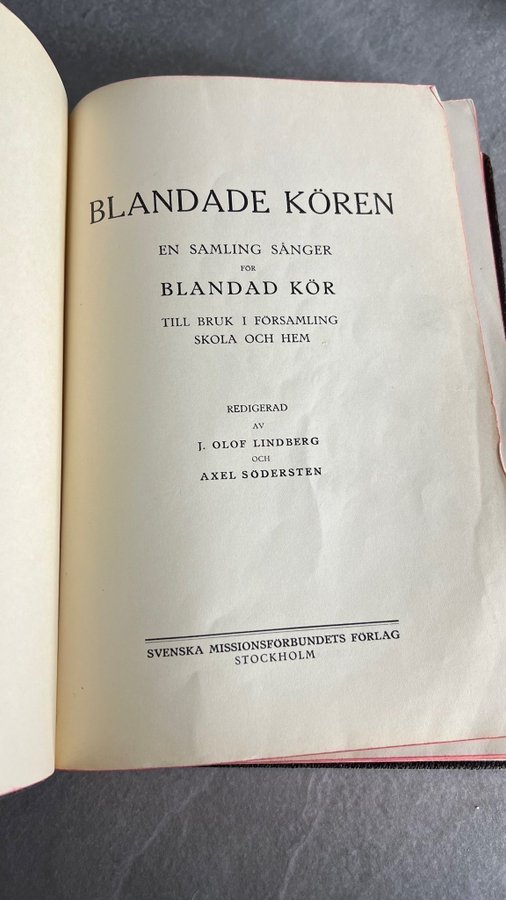 BLANDADE KÖREN
EN SAMLING SÅNGER
FÖR
BLANDAD KÖR
TILL BRUK I FÖRSAMLING
SKOLA OCH HEM
REDIGERAD
AV
J. OLOF LINDBERG
OCH
AXEL SÖDERSTEN
SVENSKA MISSIONSFÖRBUNDETS FÖRLAG
STOCKHOLM